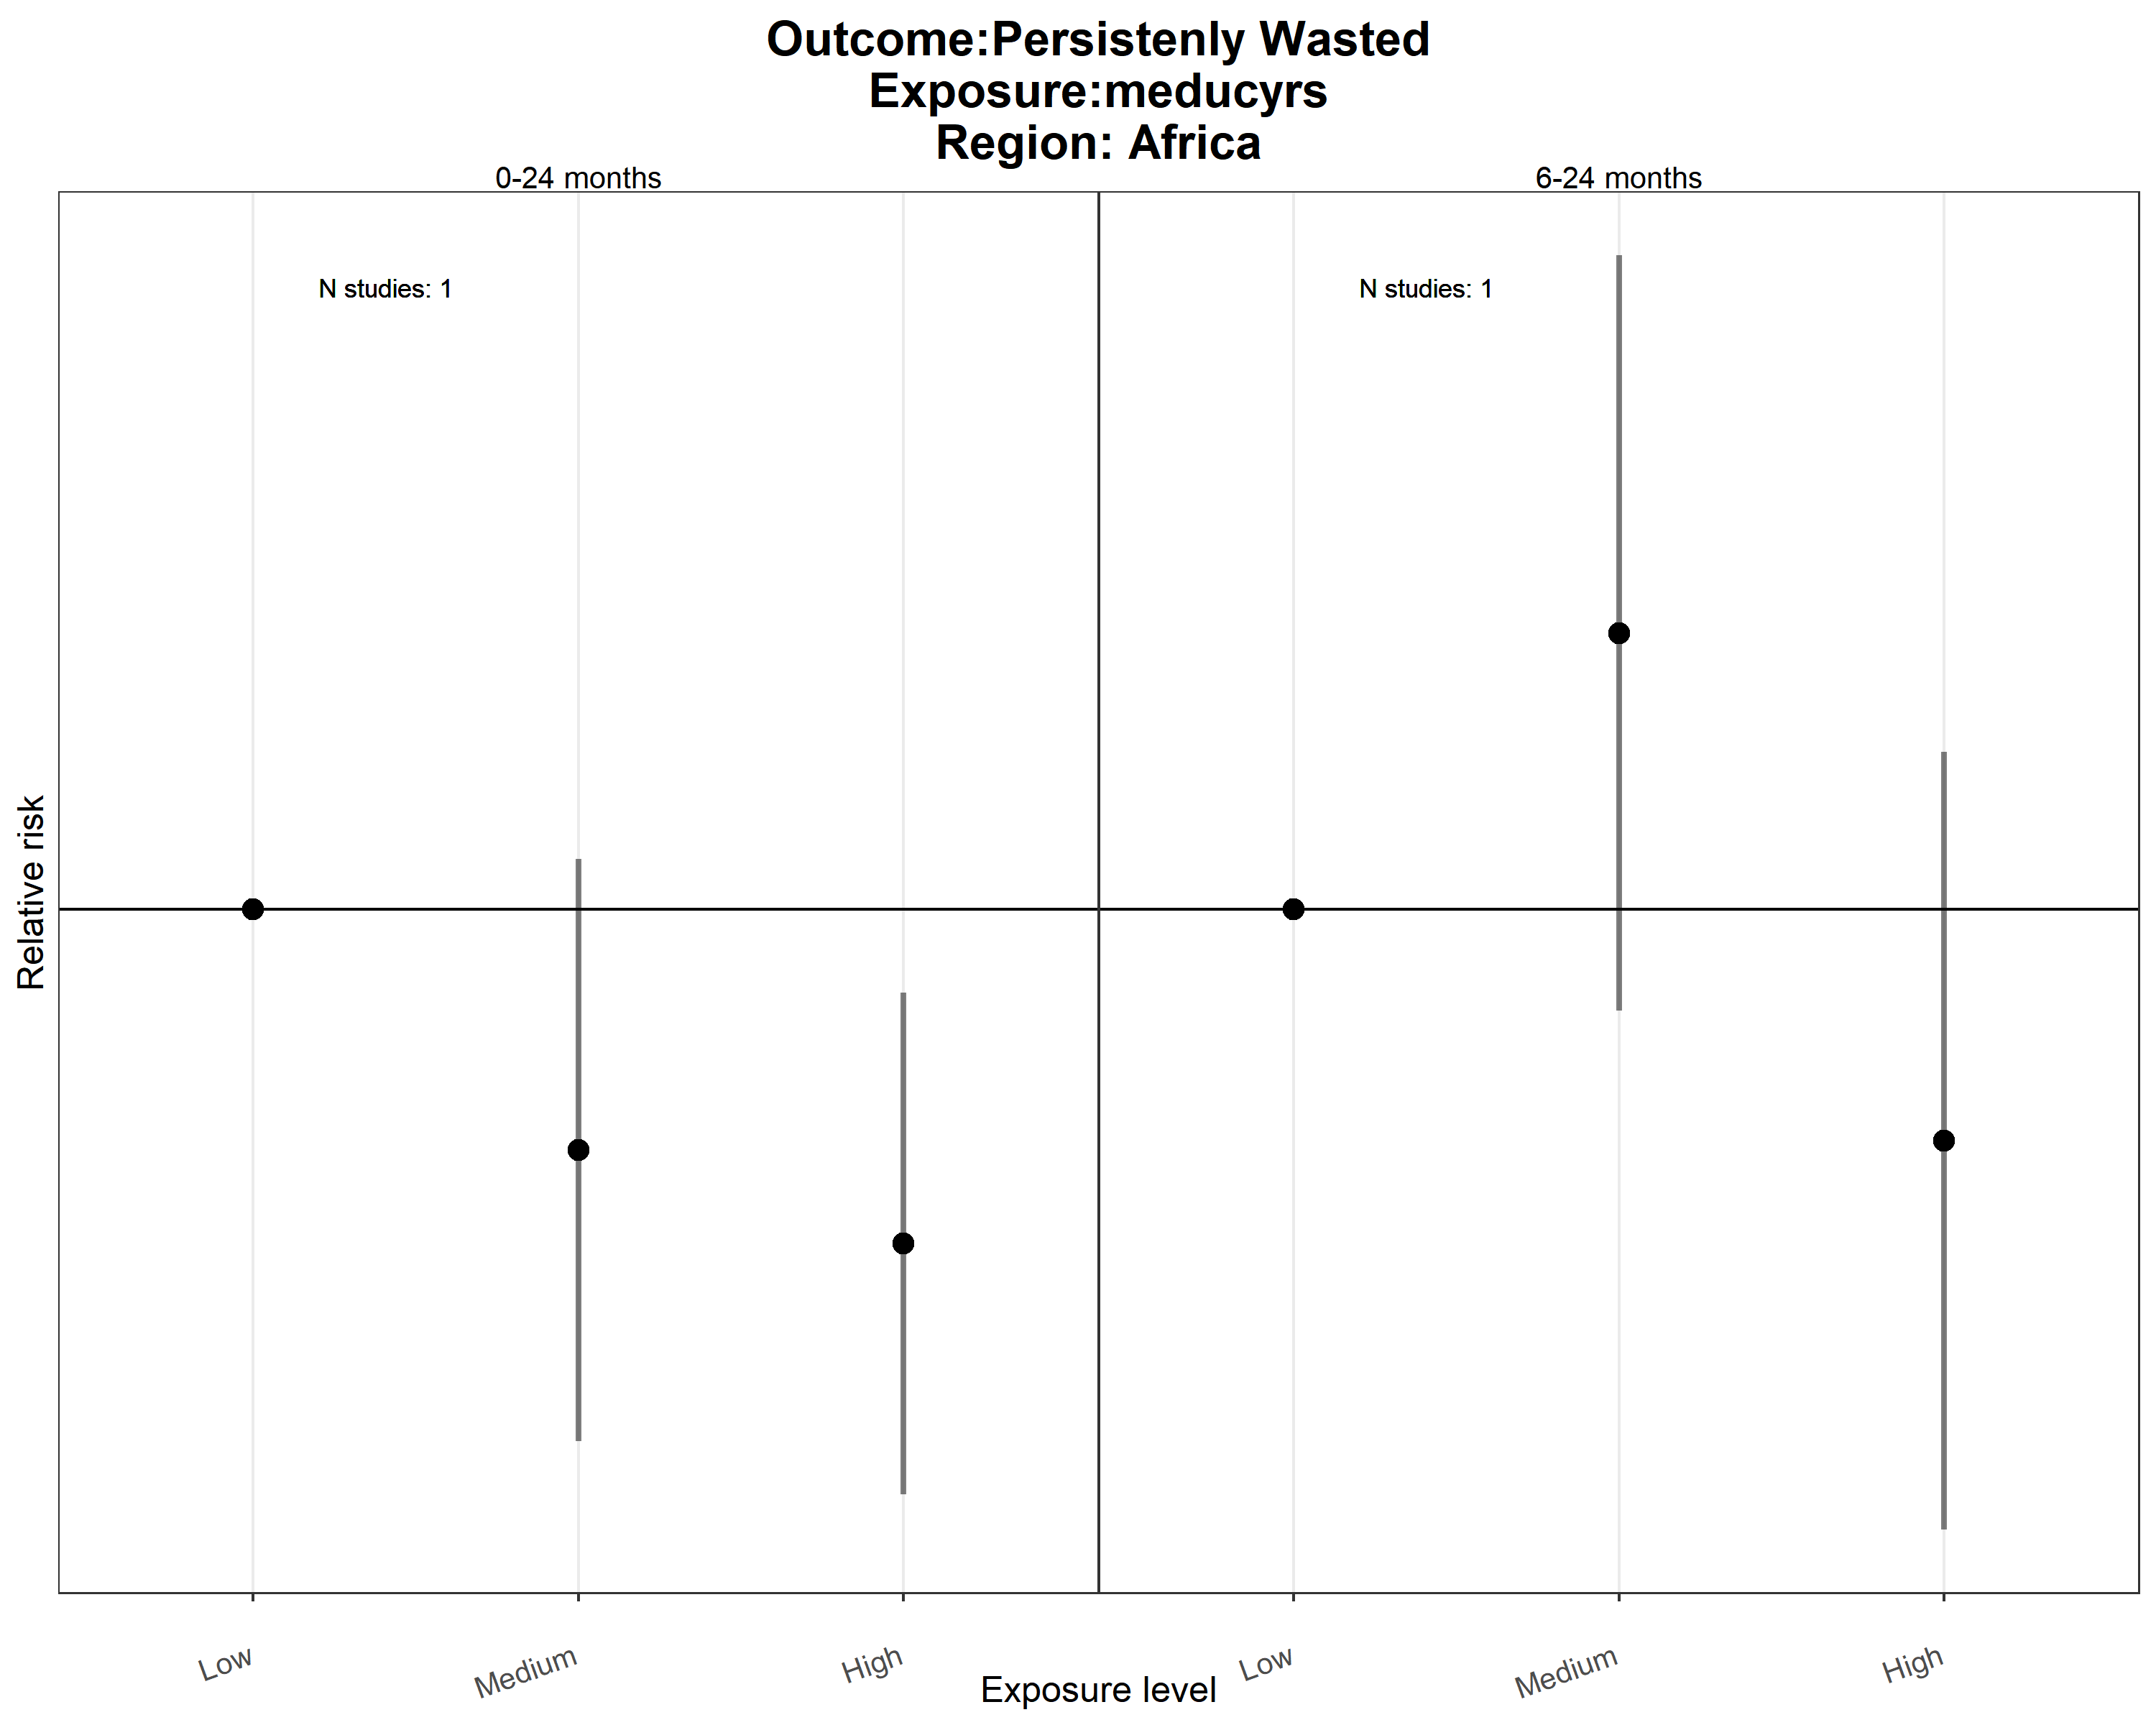 Outcome:Persistenly Wasted
Exposure:meducyrs
Region: Africa
0-24 months
6-24 months
N studies: 1
N studies: 1
Relative risk
Low
Medium
High
Low
Medium
High
Exposure level